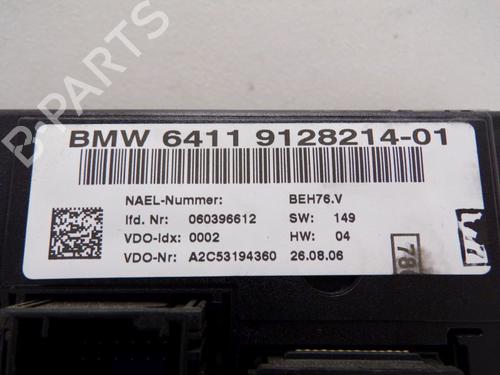 BMW 6411 9128214-01
NAEL-Nummer: BEH76.V
lfd. Nr: 060396612 SW: 149
VDO-Idx: 0002 HW: 04
VDO-Nr: A2C53194360 26.08.06
78
B-PARTS